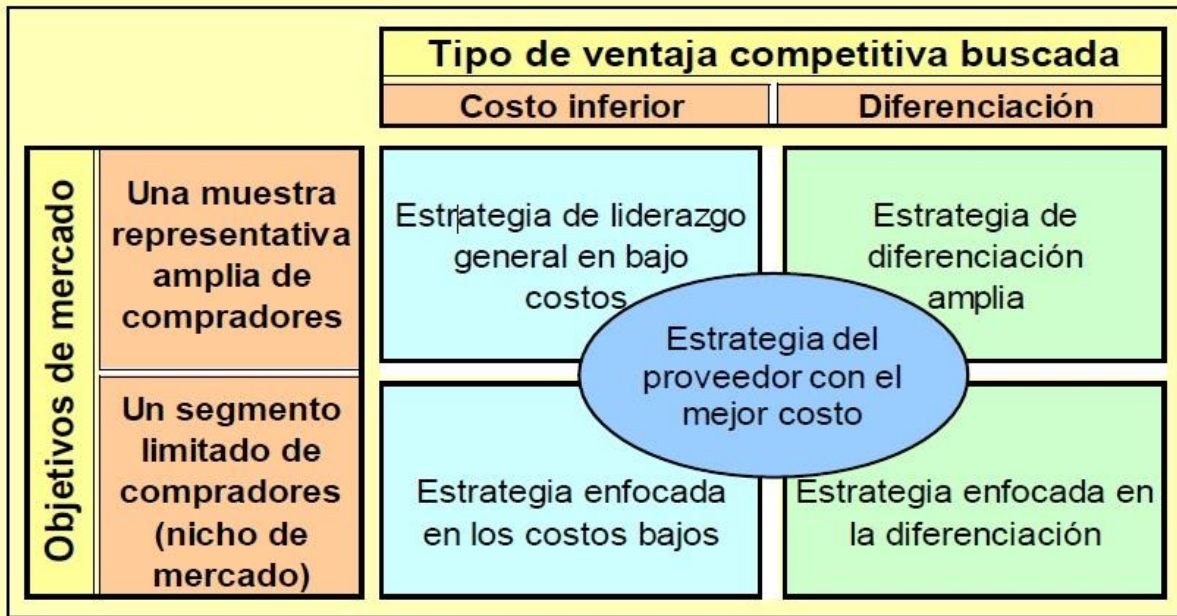 Tipo de ventaja competitiva buscada
Costo inferior
Diferenciación
Objetivos de mercado
Una muestra
representativa
amplia de
compradores
Estrategia de liderazgo
general en bajo
costos
Estrategia de
diferenciación
amplia
Estrategia del
proveedor con el
mejor costo
Un segmento
limitado de
compradores
(nicho de
mercado)
Estrategia enfocada
en los costos bajos
Estrategia enfocada en
la diferenciación